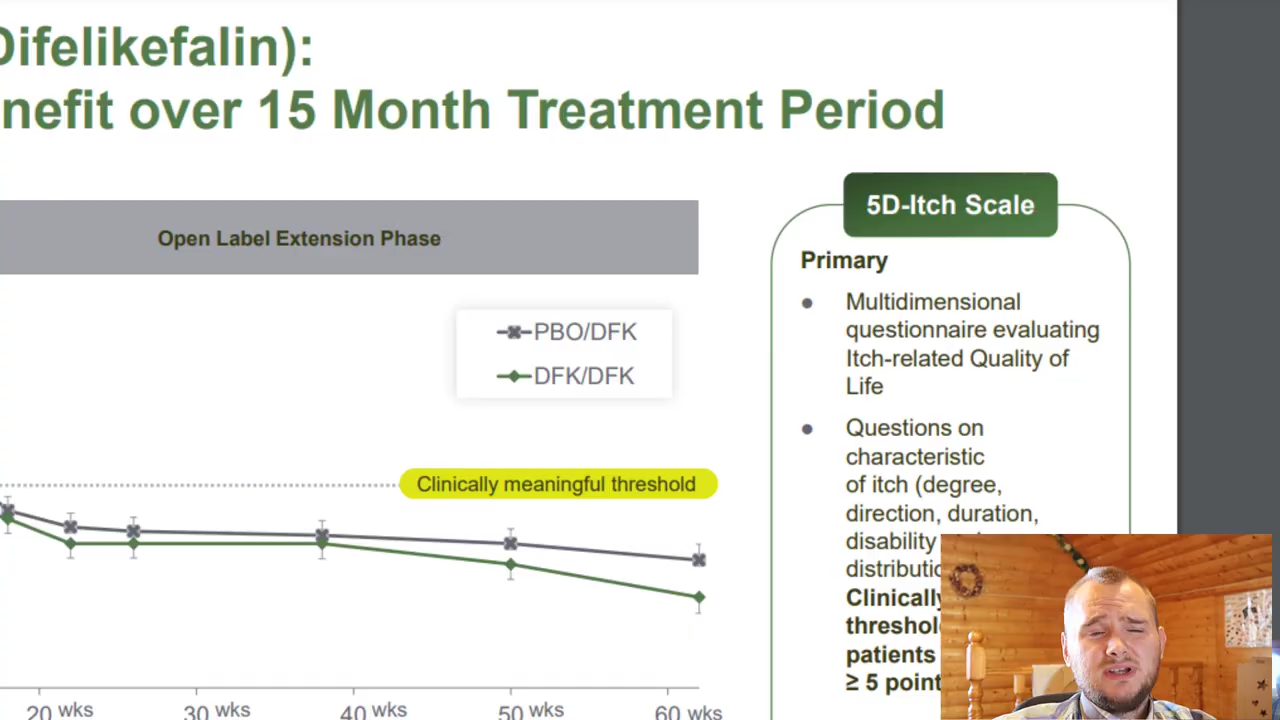 Difelikefalin):
nefit over 15 Month Treatment Period
Open Label Extension Phase
PBO/DFK
DFK/DFK
Clinically meaningful threshold
20 wks
30 wks
40 wks
50 wks
60 wks
5D-Itch Scale
Primary
● Multidimensional
questionnaire evaluating
Itch-related Quality of
Life
● Questions on
characteristic
of itch (degree,
direction, duration,
disability
distributio
Clinically
threshol
patients
≥ 5 point